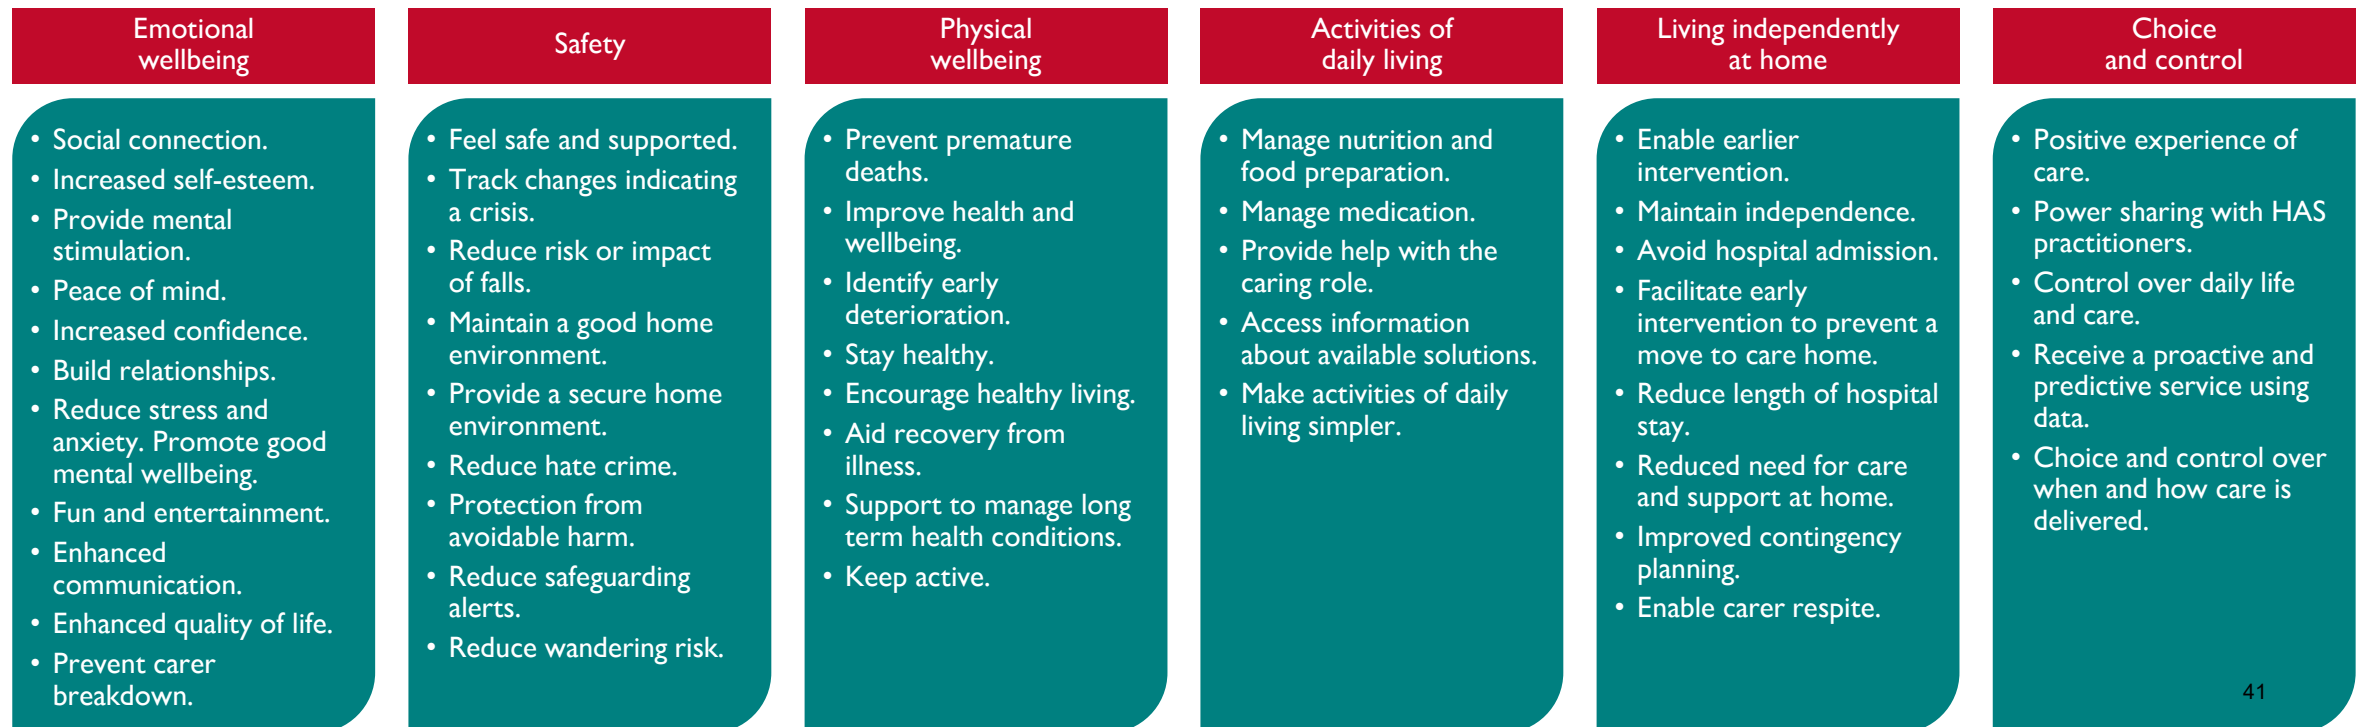 Emotional
wellbeing
• Social connection.
• Increased self-esteem.
• Provide mental
stimulation.
• Peace of mind.
• Increased confidence.
• Build relationships.
• Reduce stress and
anxiety. Promote good
mental wellbeing.
• Fun and entertainment.
• Enhanced
communication.
• Enhanced quality of life.
• Prevent carer
breakdown.
Safety
• Feel safe and supported.
• Track changes indicating
a crisis.
• Reduce risk or impact
of falls.
• Maintain a good home
environment.
• Provide a secure home
environment.
• Reduce hate crime.
• Protection from
avoidable harm.
• Reduce safeguarding
alerts.
• Reduce wandering risk.
Physical
wellbeing
• Prevent premature
deaths.
• Improve health and
wellbeing.
• Identify early
deterioration.
• Stay healthy.
• Encourage healthy living.
• Aid recovery from
illness.
• Support to manage long
term health conditions.
• Keep active.
Activities of
daily living
• Manage nutrition and
food preparation.
• Manage medication.
• Provide help with the
caring role.
• Access information
about available solutions.
• Make activities of daily
living simpler.
Living independently
at home
• Enable earlier
intervention.
• Maintain independence.
• Avoid hospital admission.
• Facilitate early
intervention to prevent a
move to care home.
• Reduce length of hospital
stay.
• Reduced need for care
and support at home.
• Improved contingency
planning.
• Enable carer respite.
Choice
and control
• Positive experience of
care.
• Power sharing with HAS
practitioners.
• Control over daily life
and care.
• Receive a proactive and
predictive service using
data.
• Choice and control over
when and how care is
delivered.
41